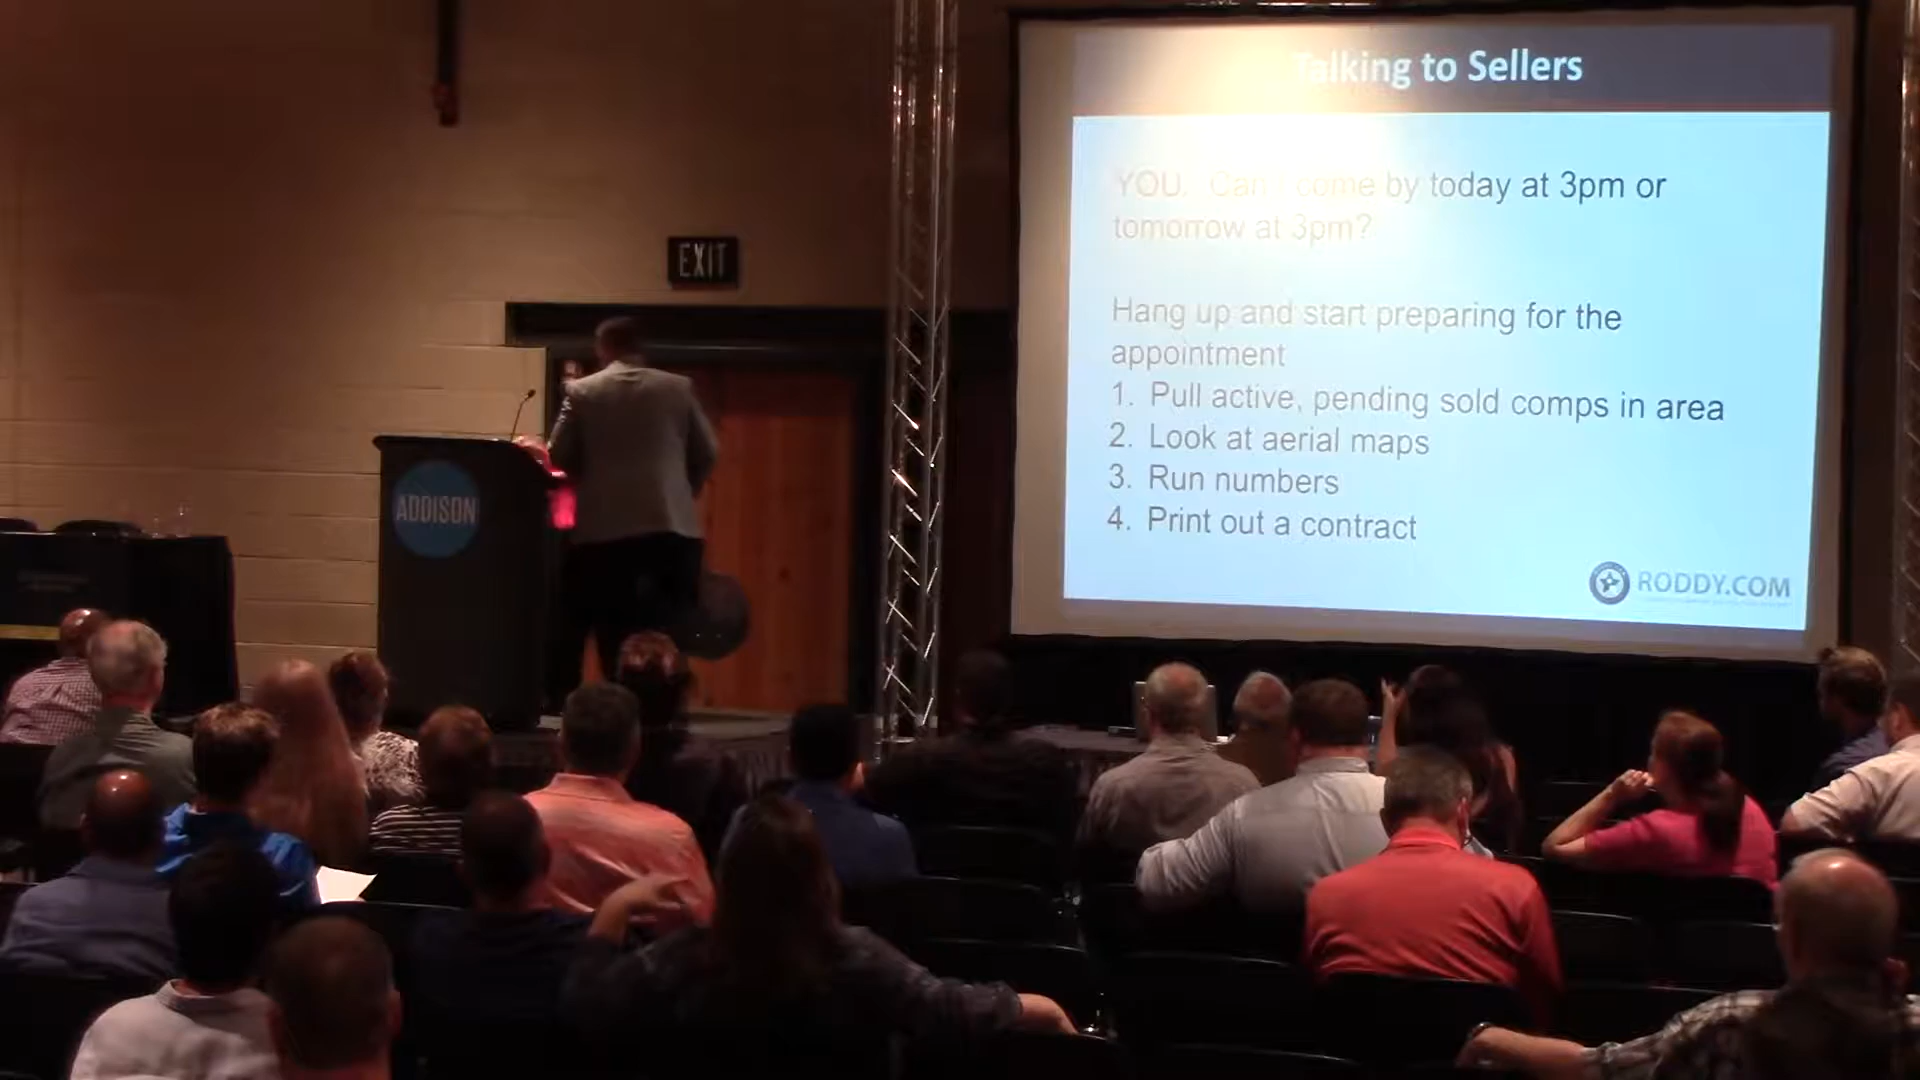 Talking to Sellers
YOU: Can I come by today at 3pm or
tomorrow at 3pm?
Hang up and start preparing for the
appointment
1. Pull active, pending sold comps in area
2. Look at aerial maps
3. Run numbers
4. Print out a contract
RODDY.COM
EXIT
ADDISON